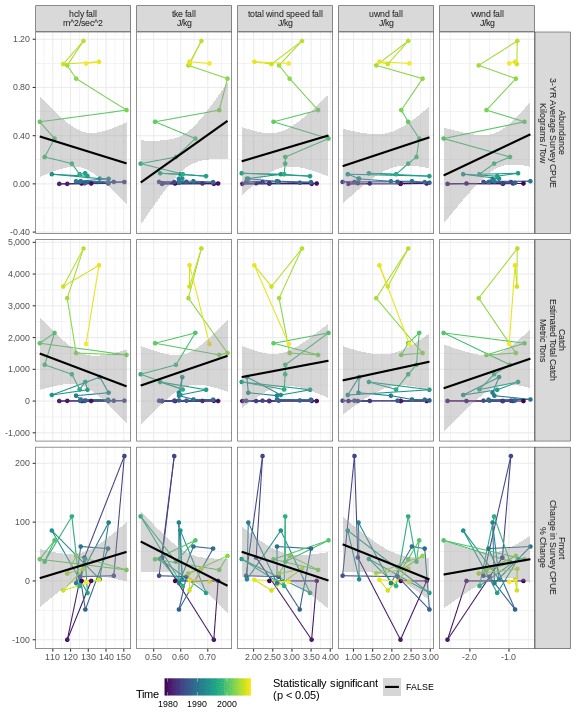 hcly fall
m^2/sec^2
tke fall
J/kg
total wind speed fall
J/kg
uwnd fall
J/kg
vwnd fall
J/kg
1.20
0.80
0.40
0.00
-0.40
Abundance
3-YR Average Survey CPUE
Kilograms / Tow
5,000
4,000
3,000
2,000
1,000
0
-1,000
Catch
Estimated Total Catch
Metric Tons
200
100
0
-100
Fmort
Change in Survey CPUE
% Change
110 120 130 140 150
0.50 0.60 0.70
2.00 2.50 3.00 3.50 4.00
1.00 1.50 2.00 2.50 3.00
-2.0 -1.0
Time
1980 1990 2000
Statistically significant
(p < 0.05)
FALSE